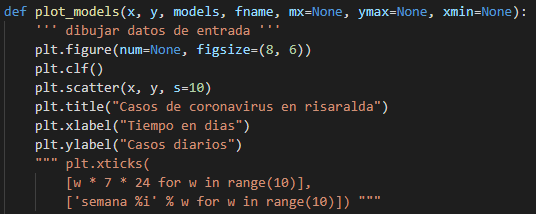 def plot_models(x, y, models, fname, mx=None, ymax=None, xmin=None):
    ''' dibujar datos de entrada '''
    plt.figure(num=None, figsize=(8, 6))
    plt.clf()
    plt.scatter(x, y, s=10)
    plt.title("Casos de coronavirus en risaralda")
    plt.xlabel("Tiempo en dias")
    plt.ylabel("Casos diarios")
    """ plt.xticks(
        [w * 7 * 24 for w in range(10)],
        ['semana %i' % w for w in range(10)]) """